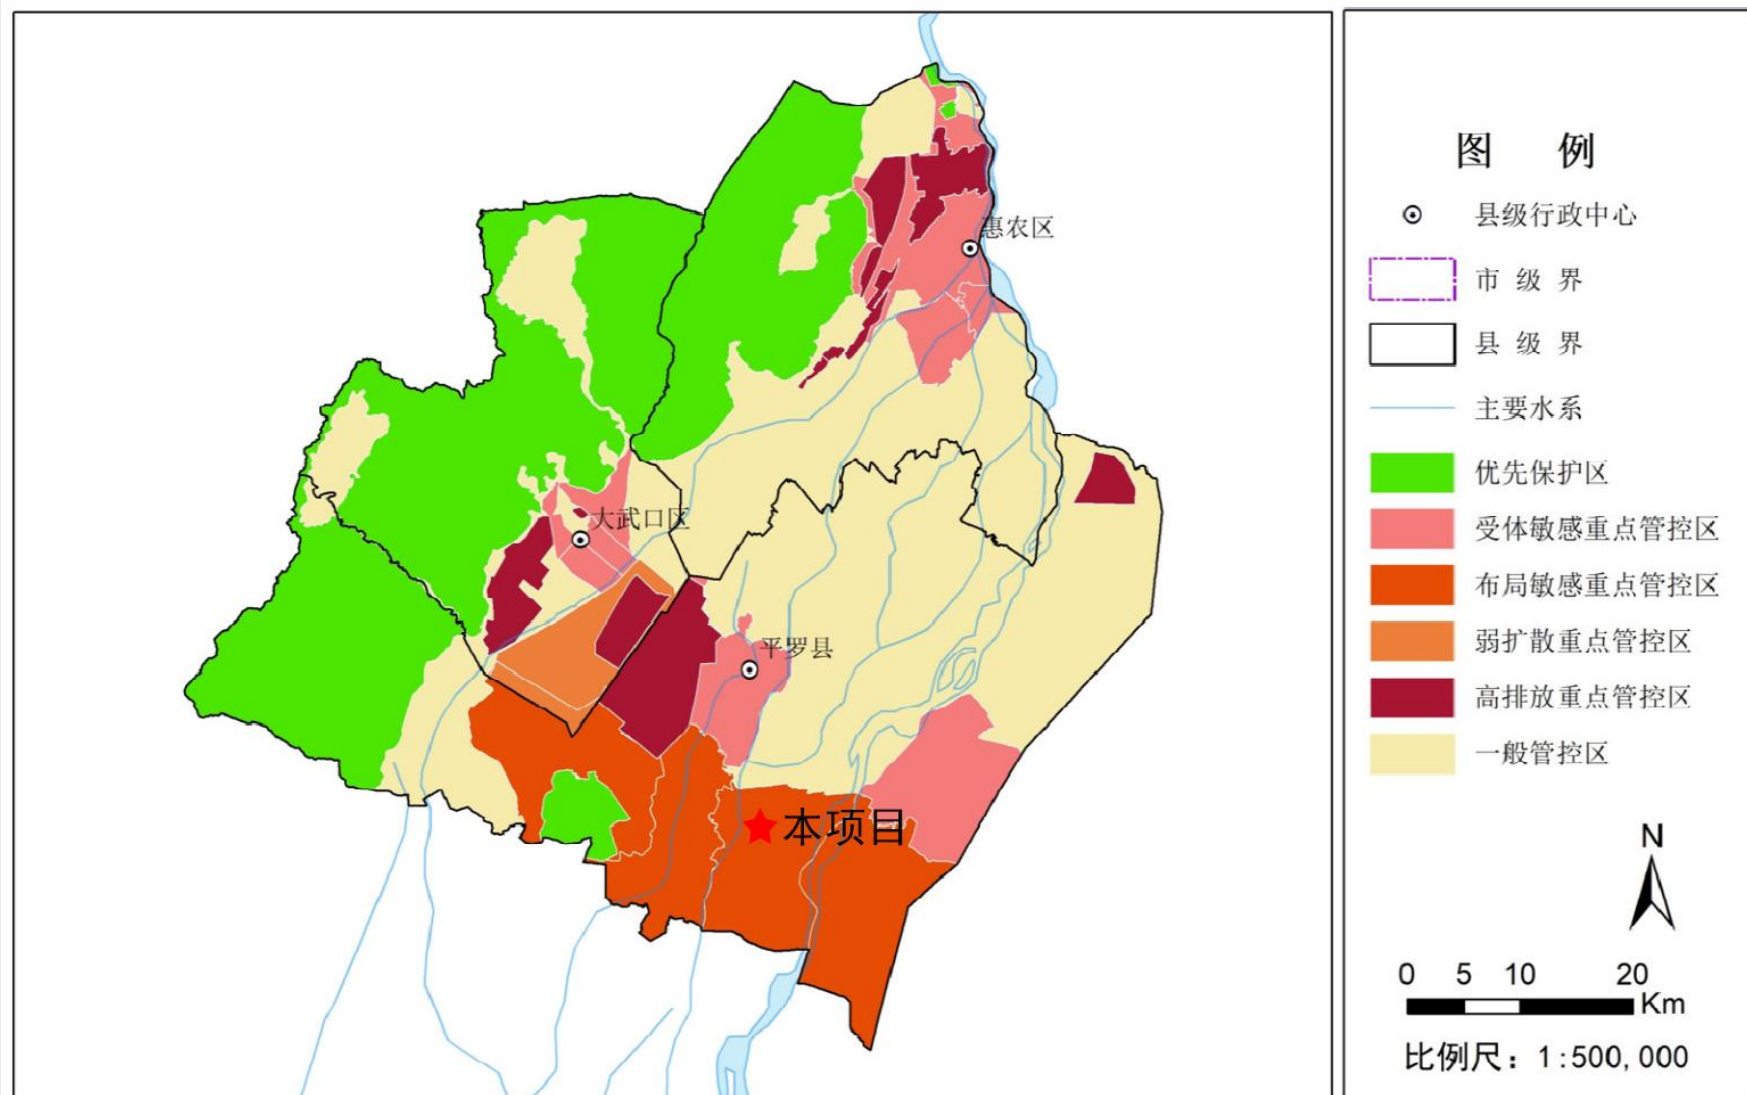 惠农区
大武口区
平罗县
本项目
图 例
县级行政中心
市 级 界
县 级 界
主要水系
优先保护区
受体敏感重点管控区
布局敏感重点管控区
弱扩散重点管控区
高排放重点管控区
一般管控区
N
0 5 10 20
Km
比例尺：1:500,000